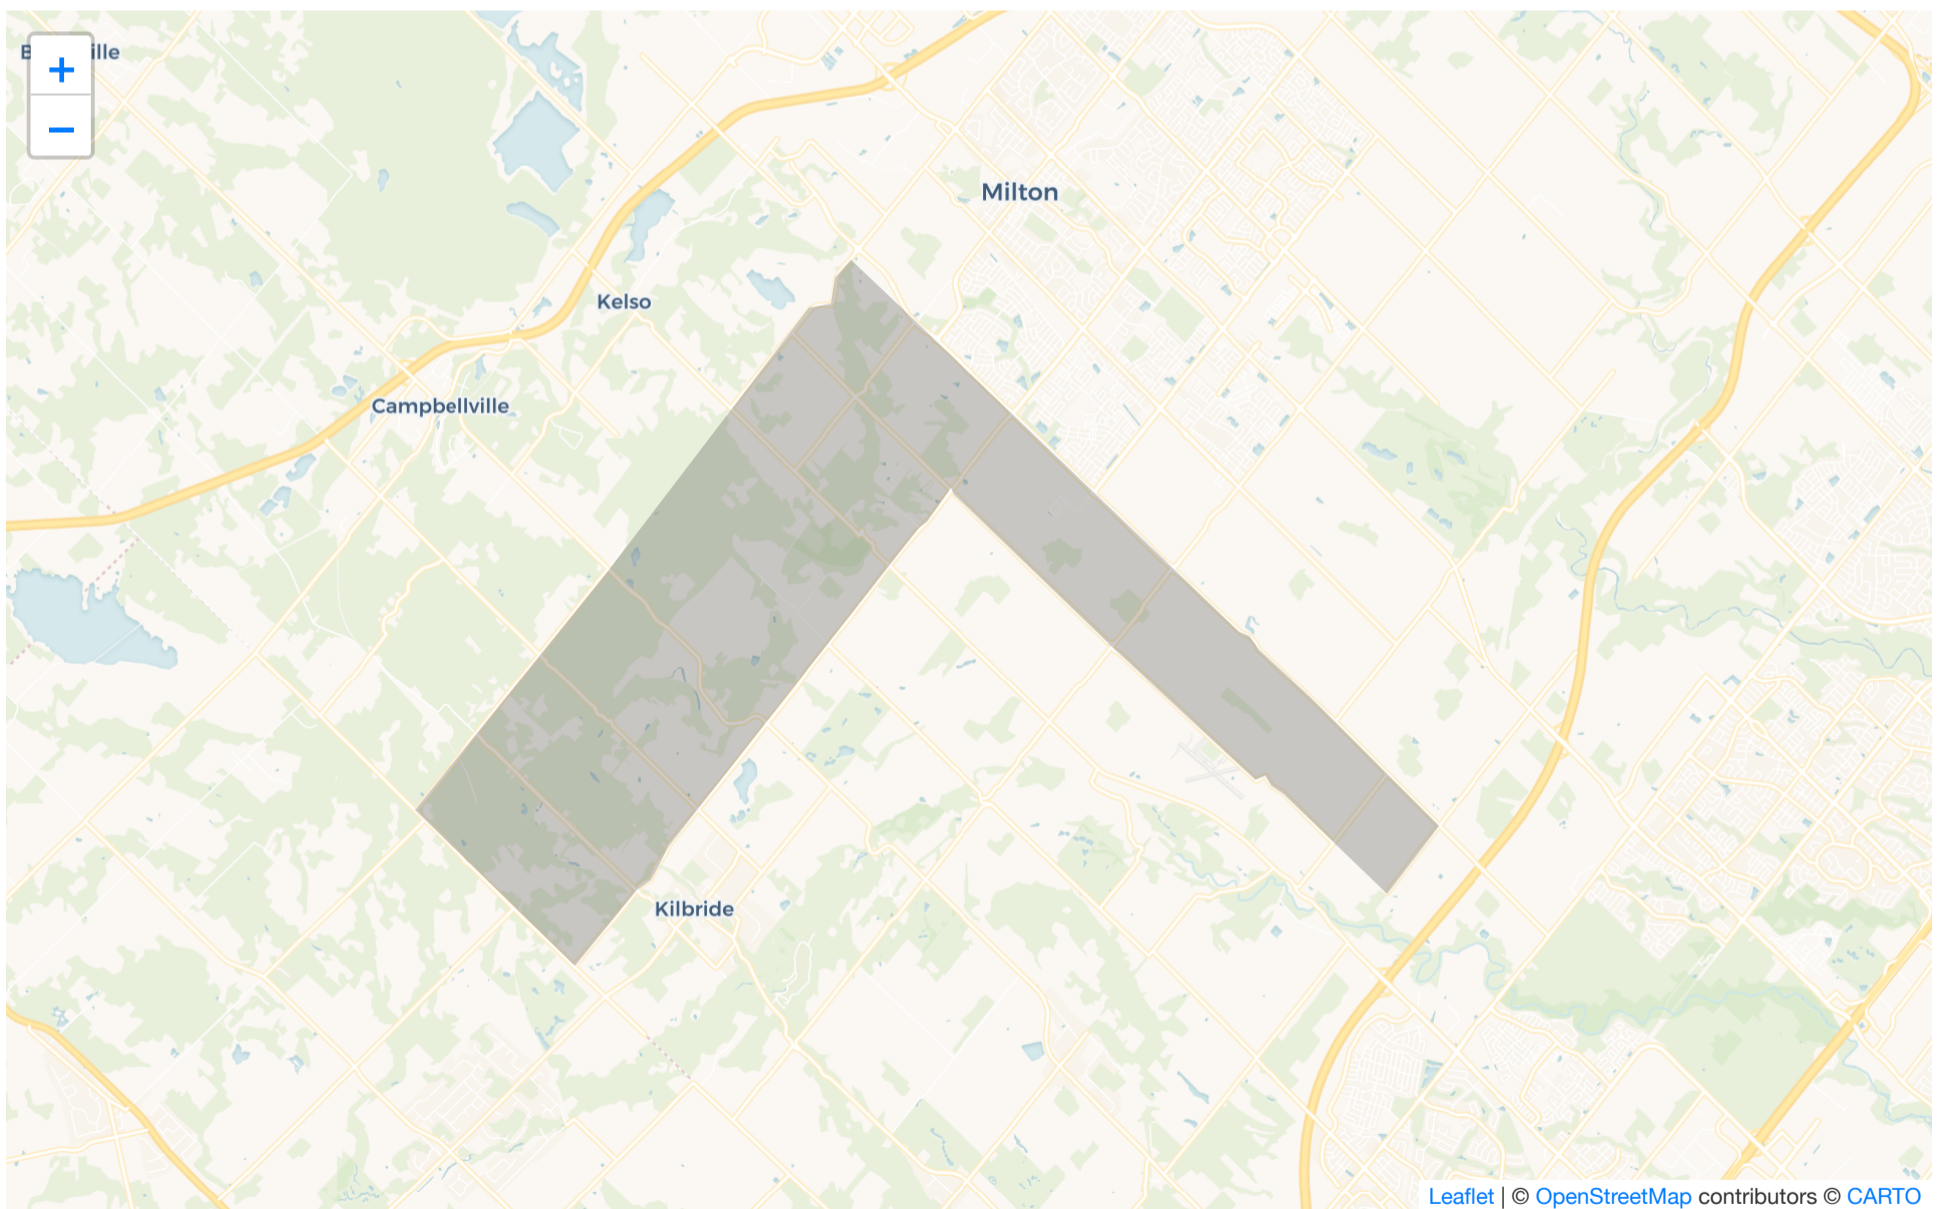 +
−
Milton
Kelso
Campbellville
Kilbride
Leaflet | © OpenStreetMap contributors © CARTO